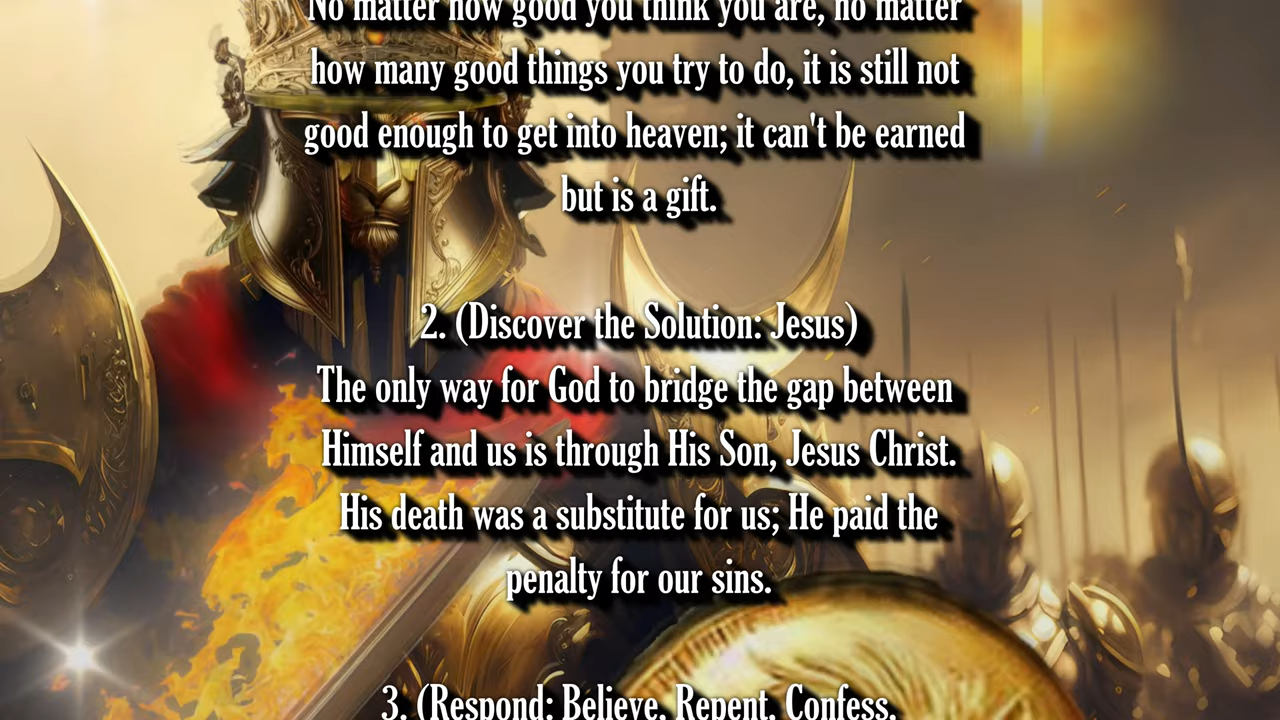 No matter how good you think you are, no matter
how many good things you try to do, it is still not
good enough to get into heaven; it can't be earned
but is a gift.
2. (Discover the Solution: Jesus)
The only way for God to bridge the gap between
Himself and us is through His Son, Jesus Christ.
His death was a substitute for us; He paid the
penalty for our sins.
3. (Respond: Believe, Repent, Confess,